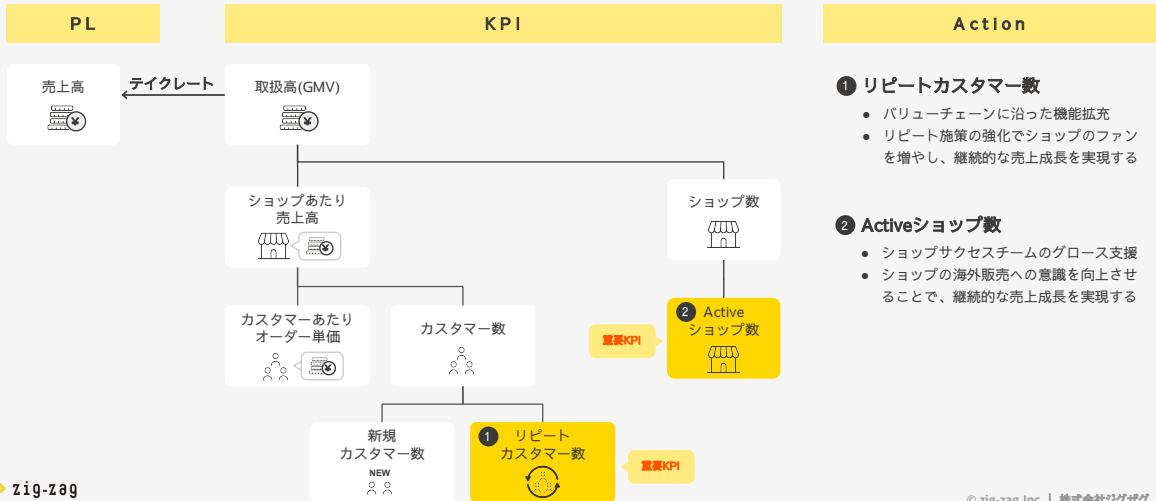 PL
KPI
Action
売上高
テイクレート
取扱高(GMV)
ショップあたり
売上高
ショップ数
カスタマーあたり
オーダー単価
カスタマー数
2 Active
ショップ数
重要KPI
新規
カスタマー数
NEW
1 リピート
カスタマー数
重要KPI
1 リピートカスタマー数
● バリューチェーンに沿った機能拡充
● リピート施策の強化でショップのファン
を増やし、継続的な売上成長を実現する
2 Activeショップ数
● ショップサクセスチームのグロース支援
● ショップの海外販売への意識を向上させ
ることで、継続的な売上成長を実現する
zig-zag
© zig-zag Inc. | 株式会社ジグザグ